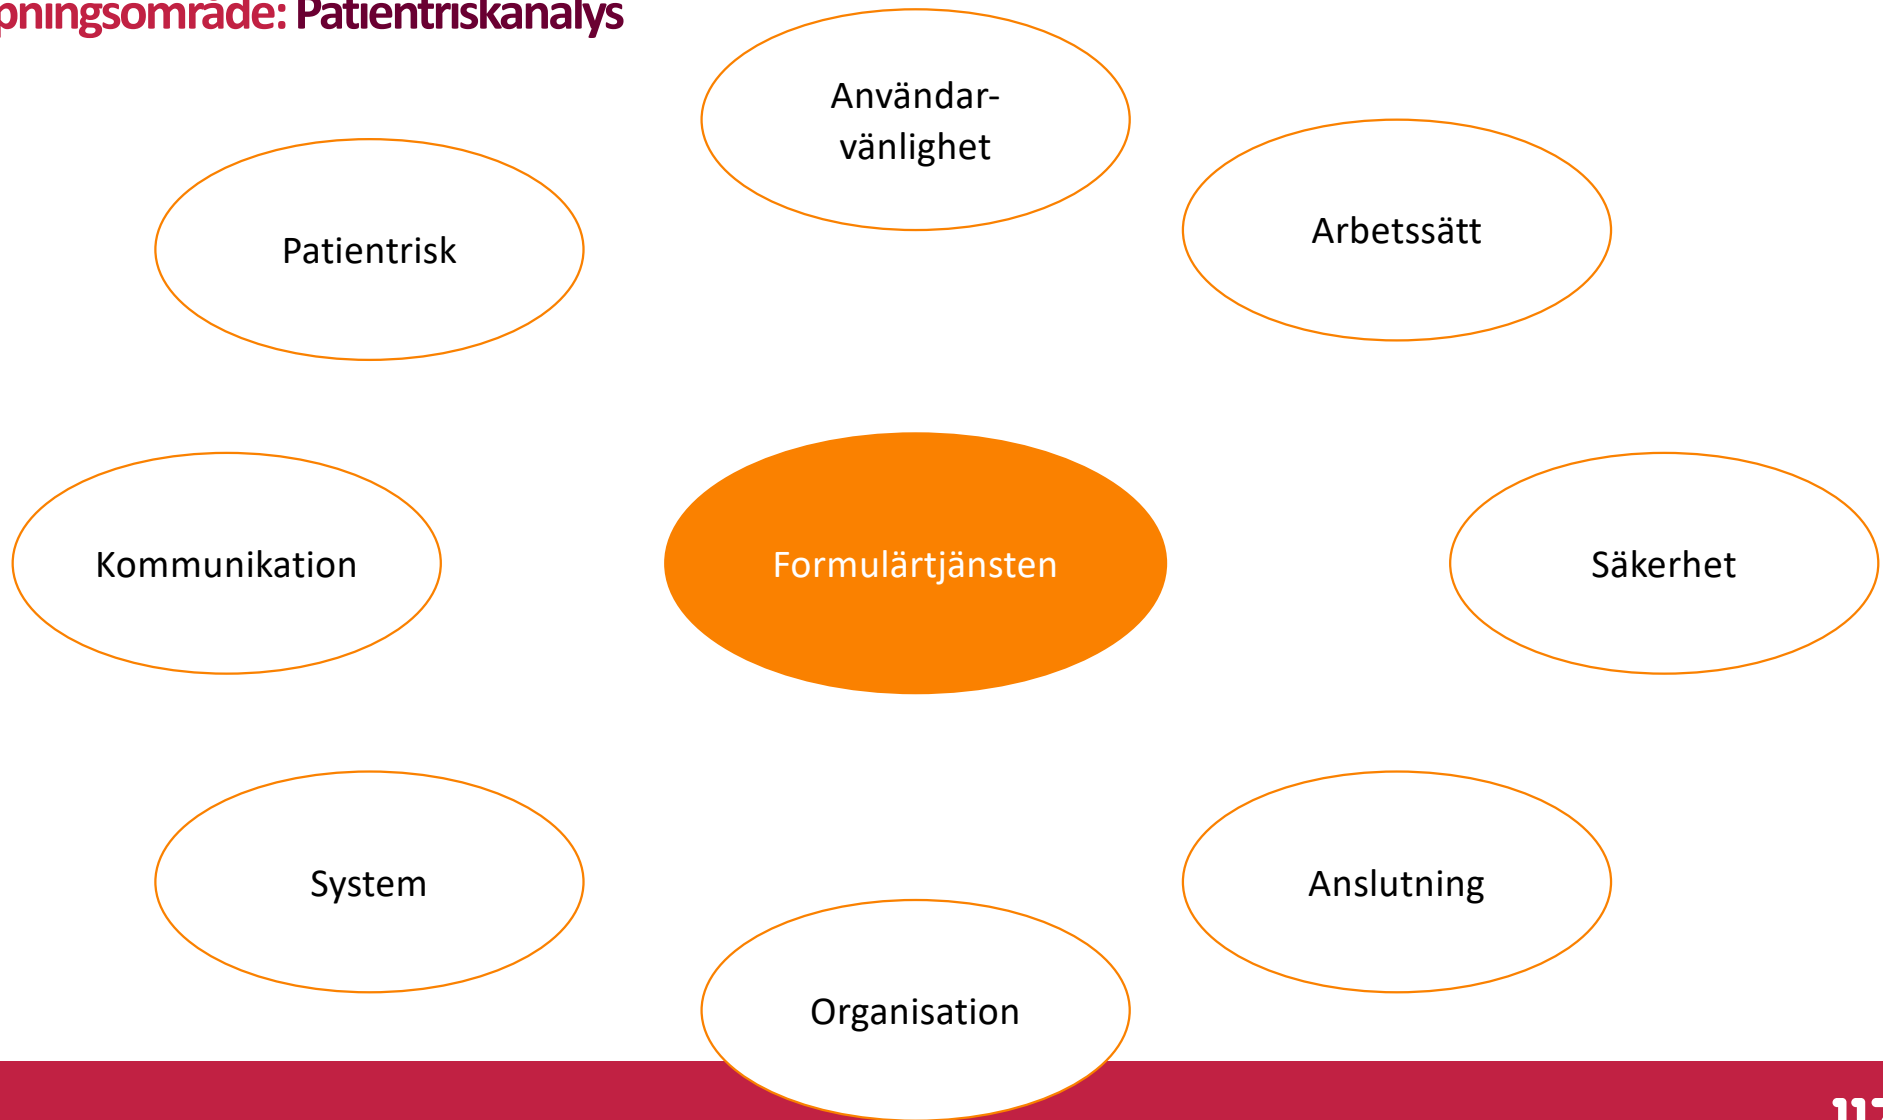 pningsområde: Patientriskanalys
Användar-
vänlighet
Arbetssätt
Patientrisk
Kommunikation
Formulärtjänsten
Säkerhet
System
Anslutning
Organisation